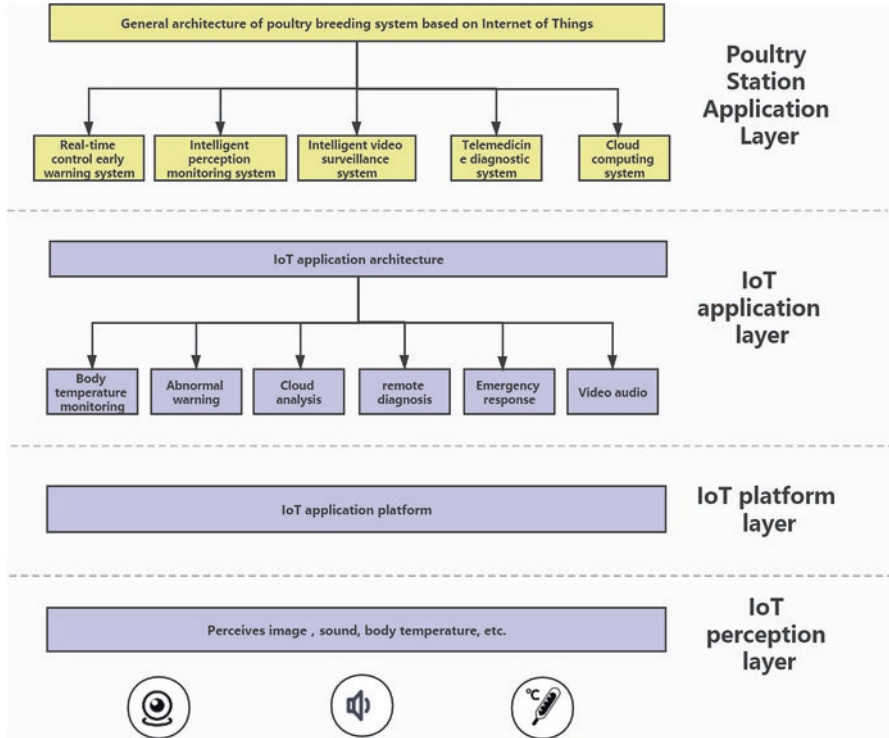 General architecture of poultry breeding system based on Internet of Things
Poultry
Station
Application
Layer
Real-time
control early
warning system
Intelligent
perception
monitoring system
Intelligent video
surveillance
system
Telemedicin
e diagnostic
system
Cloud
computing
system
IoT application architecture
IoT
application
layer
Body
temperature
monitoring
Abnormal
warning
Cloud
analysis
remote
diagnosis
Emergency
response
Video audio
IoT application platform
IoT platform
layer
Perceives image , sound, body temperature, etc.
IoT
perception
layer
°C